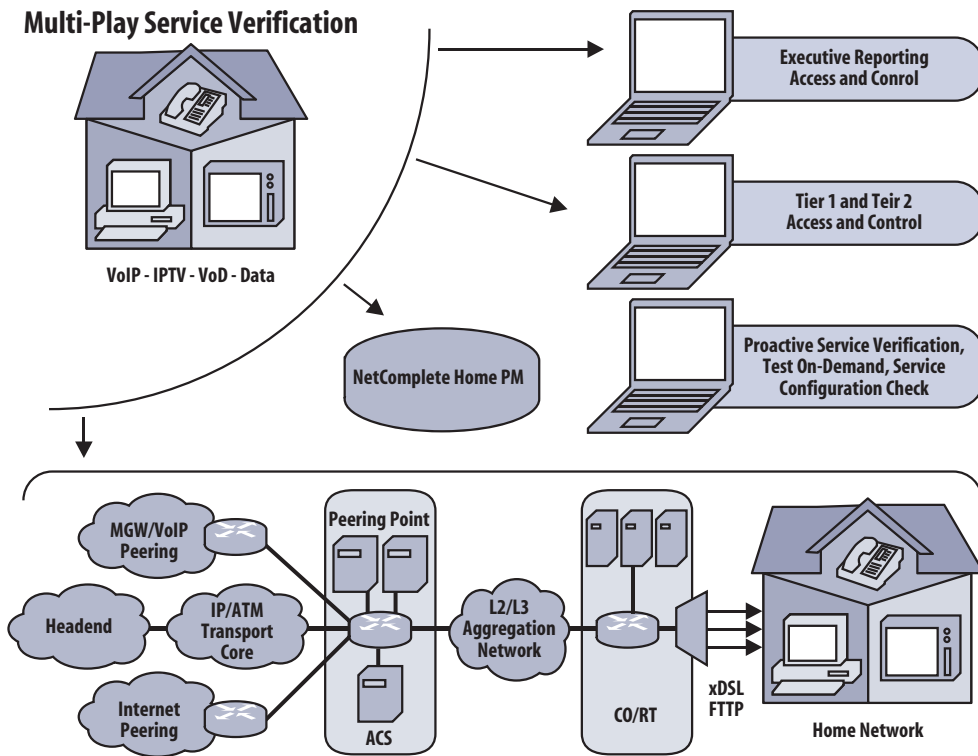 Multi-Play Service Verification
VoIP - IPTV - VoD - Data
Executive Reporting
Access and Conrol
Tier 1 and Teir 2
Access and Control
Proactive Service Verification,
Test On-Demand, Service
Configuration Check
NetComplete Home PM
MGW/VoIP
Peering
Headend
IP/ATM
Transport
Core
Internet
Peering
Peering Point
ACS
L2/L3
Aggregation
Network
CO/RT
xDSL
FTTP
Home Network